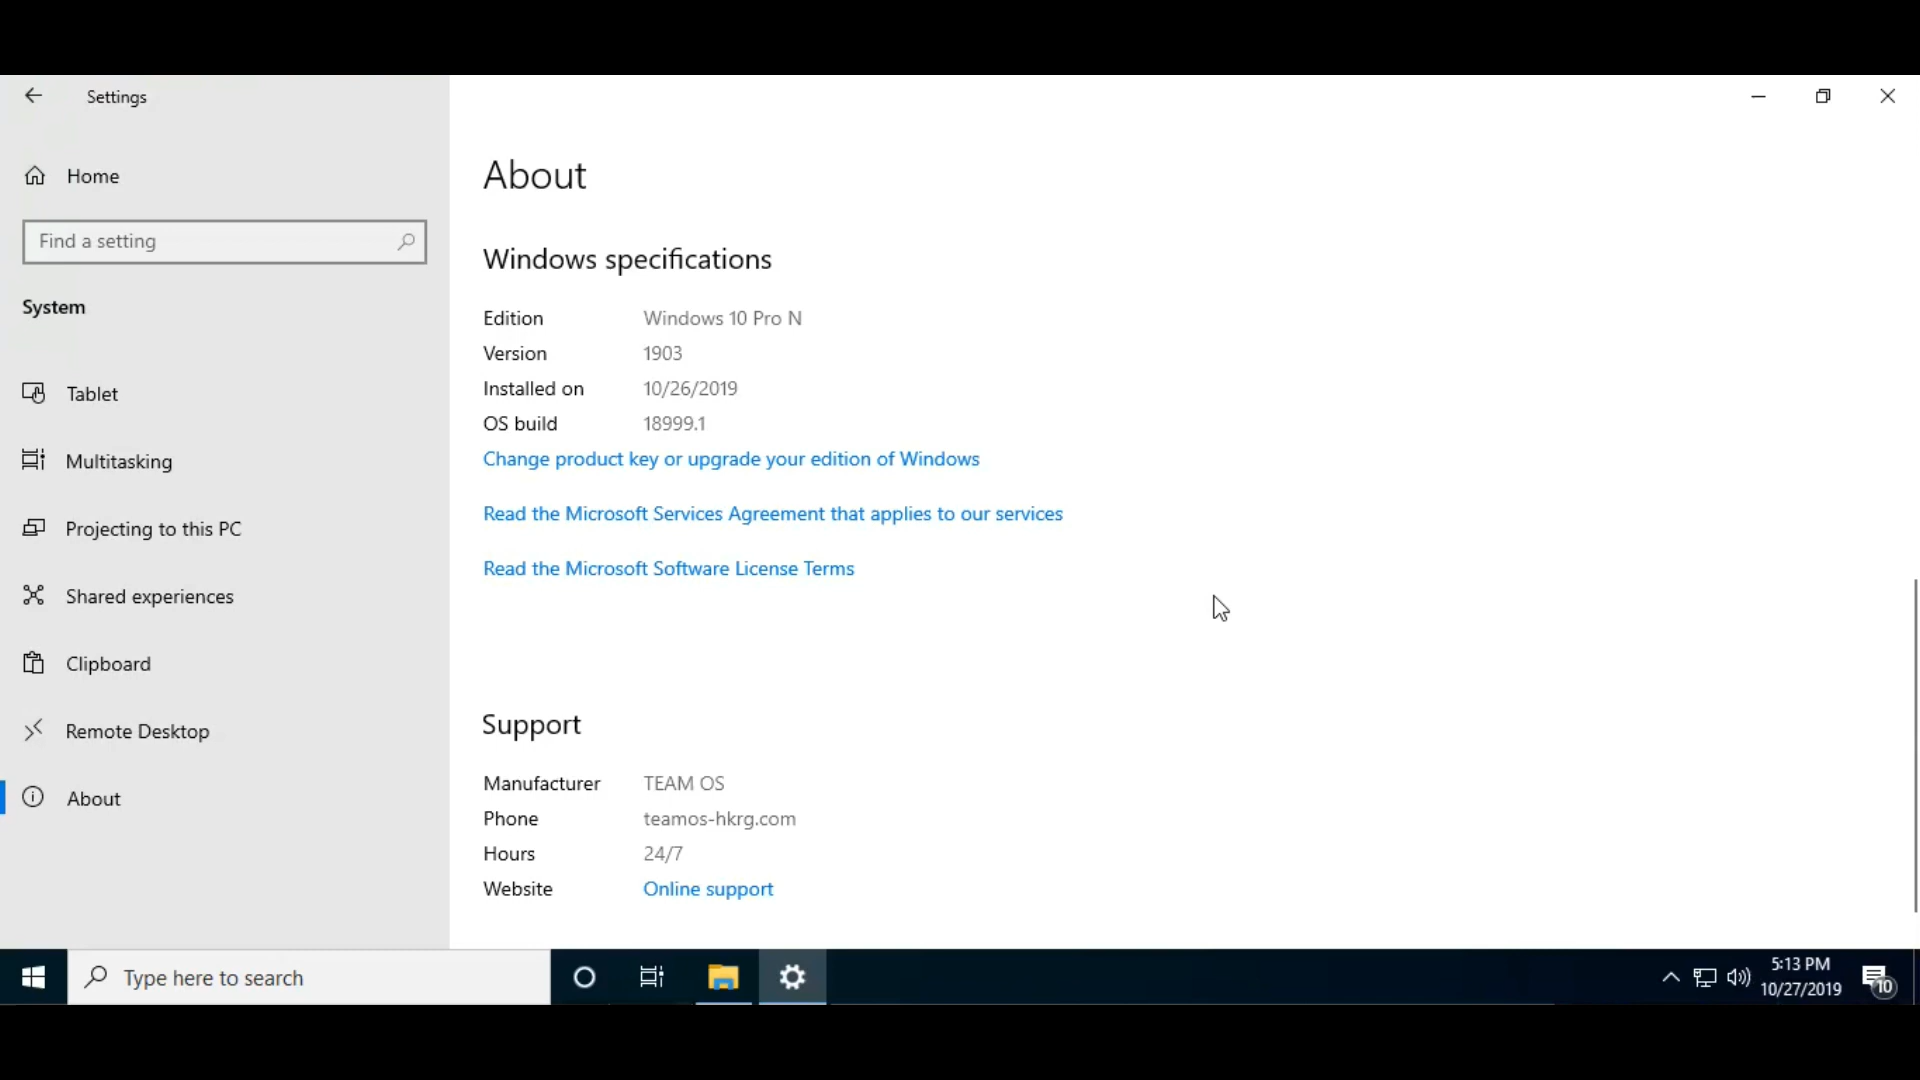 Settings
Home
Find a setting
System
Tablet
Multitasking
Projecting to this PC
Shared experiences
Clipboard
Remote Desktop
About
About
Windows specifications
Edition Windows 10 Pro N
Version 1903
Installed on 10/26/2019
OS build 18999.1
Change product key or upgrade your edition of Windows
Read the Microsoft Services Agreement that applies to our services
Read the Microsoft Software License Terms
Support
Manufacturer TEAM OS
Phone teamos-hkrg.com
Hours 24/7
Website Online support
Type here to search
5:13 PM
10/27/2019
10